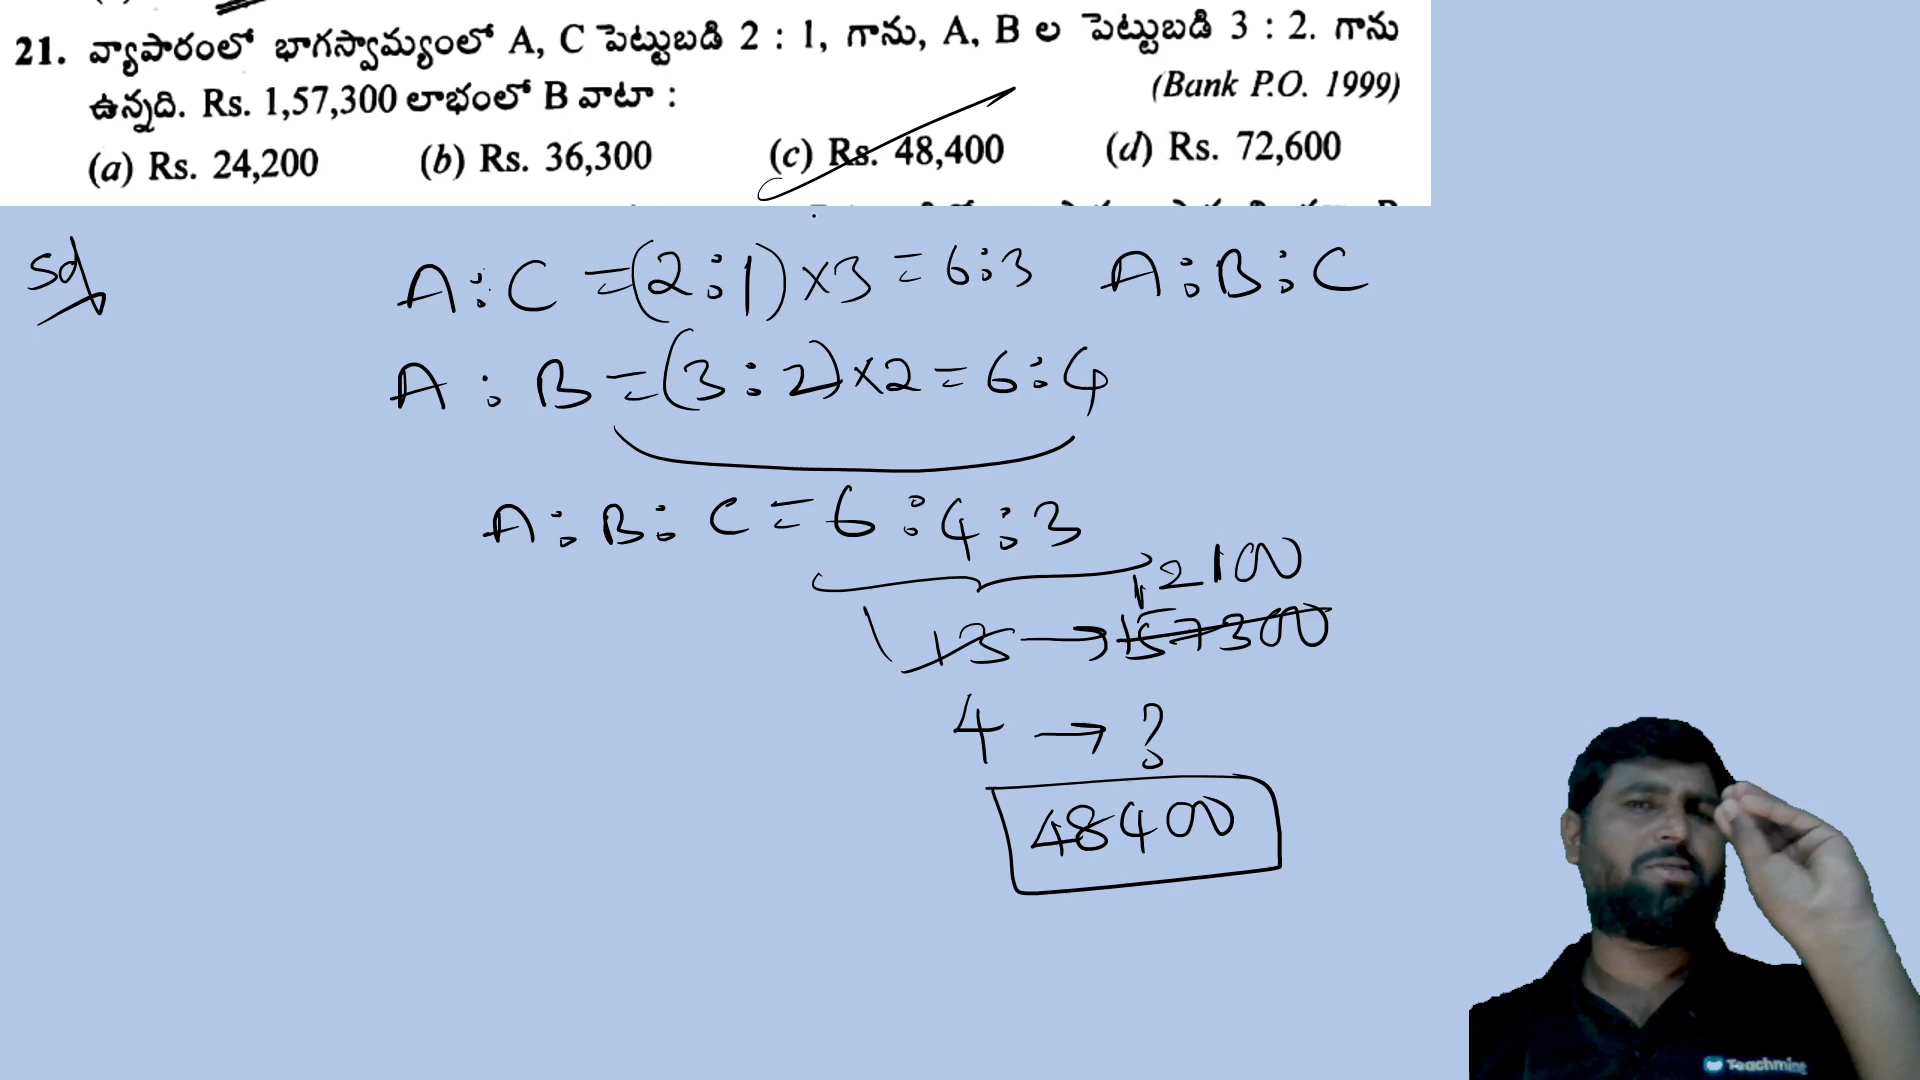 21. వ్యాపారంలో భాగస్వామ్యంలో A, C పెట్టుబడి 2 : 1, గాను, A, B ల పెట్టుబడి 3 : 2. గాను
ఉన్నది. Rs. 1,57,300 లాభంలో B వాటా :
(Bank P.O. 1999)
(a) Rs. 24,200 (b) Rs. 36,300 (c) Rs. 48,400 (d) Rs. 72,600
A:C = (2:1)×3 = 6:3 A:B:C
A:B = (3:2)×2 = 6:4
A:B:C = 6:4:3
12100
13 → 157300
4 → ?
48400
Teachmint